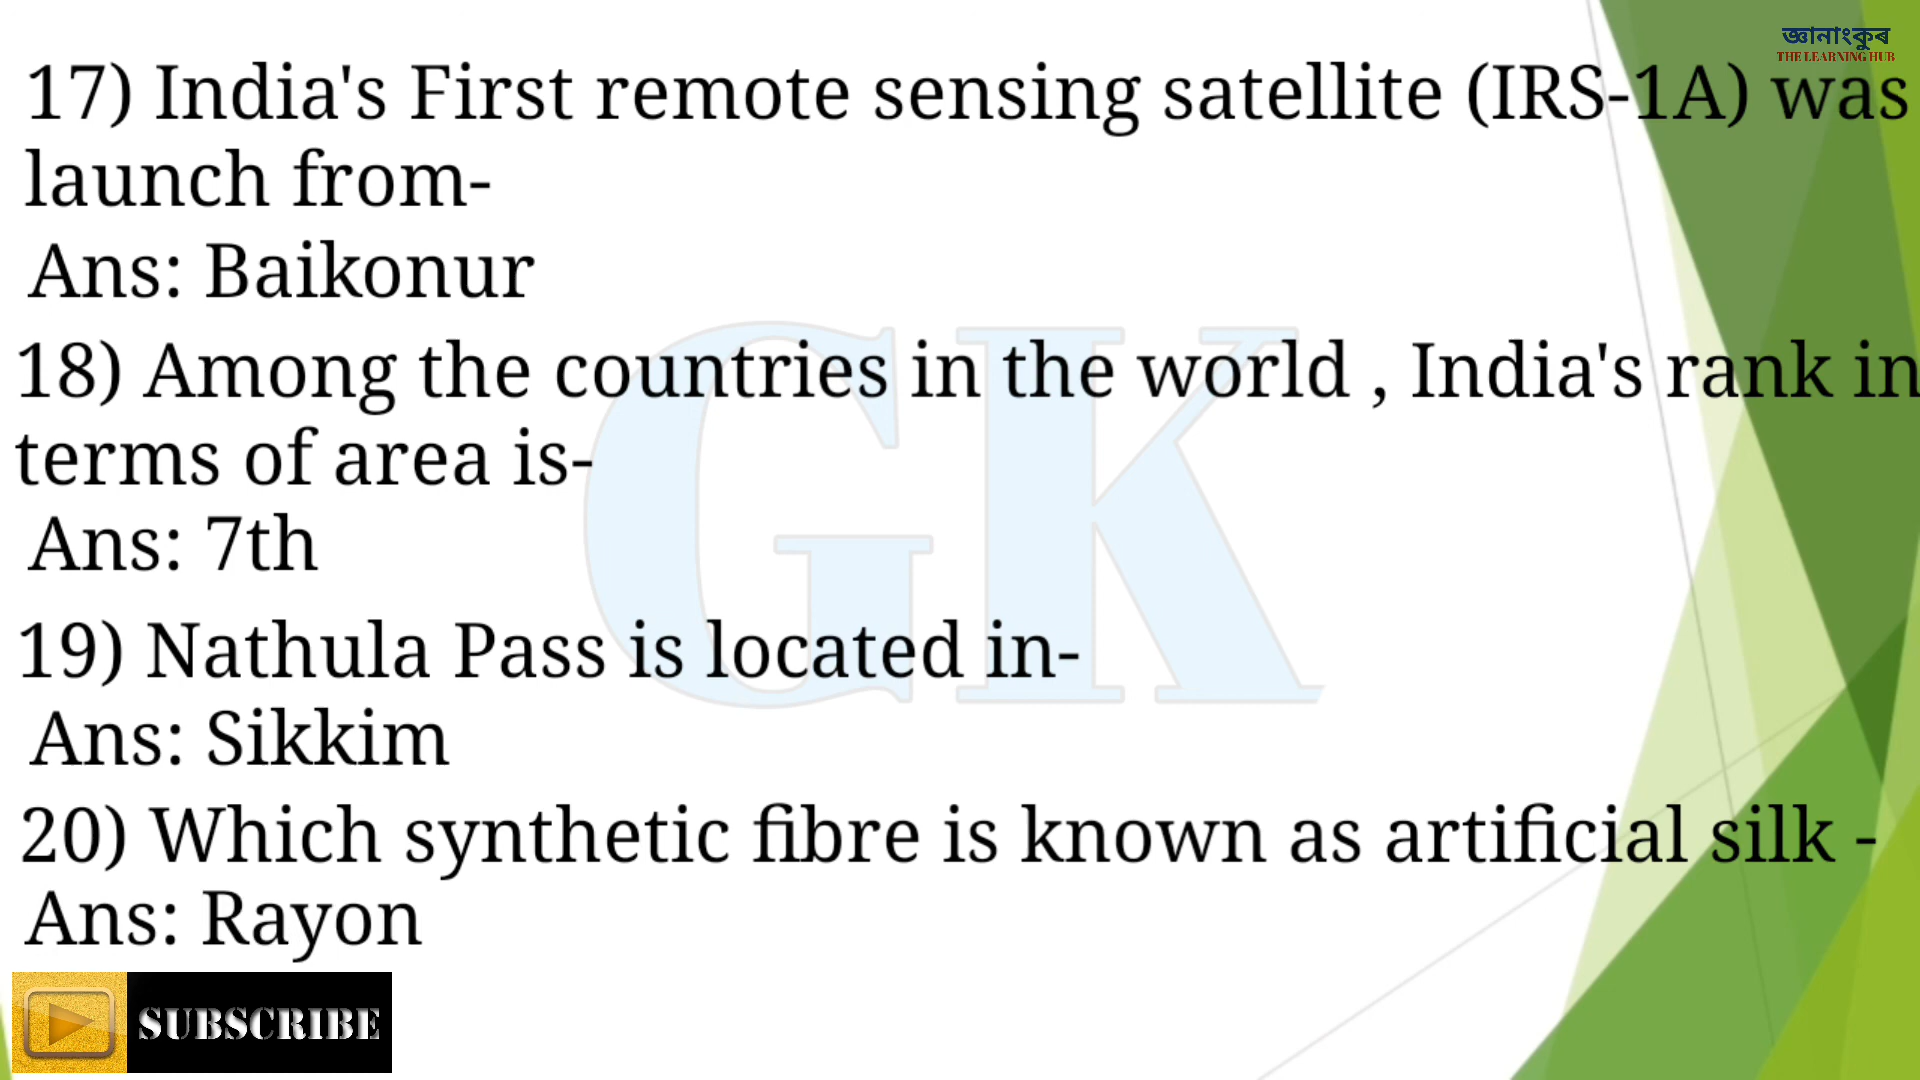 জ্ঞানাংকুৰ
THE LEARNING HUB
17) India's First remote sensing satellite (IRS-1A) was
launch from-
Ans: Baikonur
18) Among the countries in the world , India's rank in
terms of area is-
Ans: 7th
19) Nathula Pass is located in-
Ans: Sikkim
20) Which synthetic fibre is known as artificial silk -
Ans: Rayon
GK
SUBSCRIBE